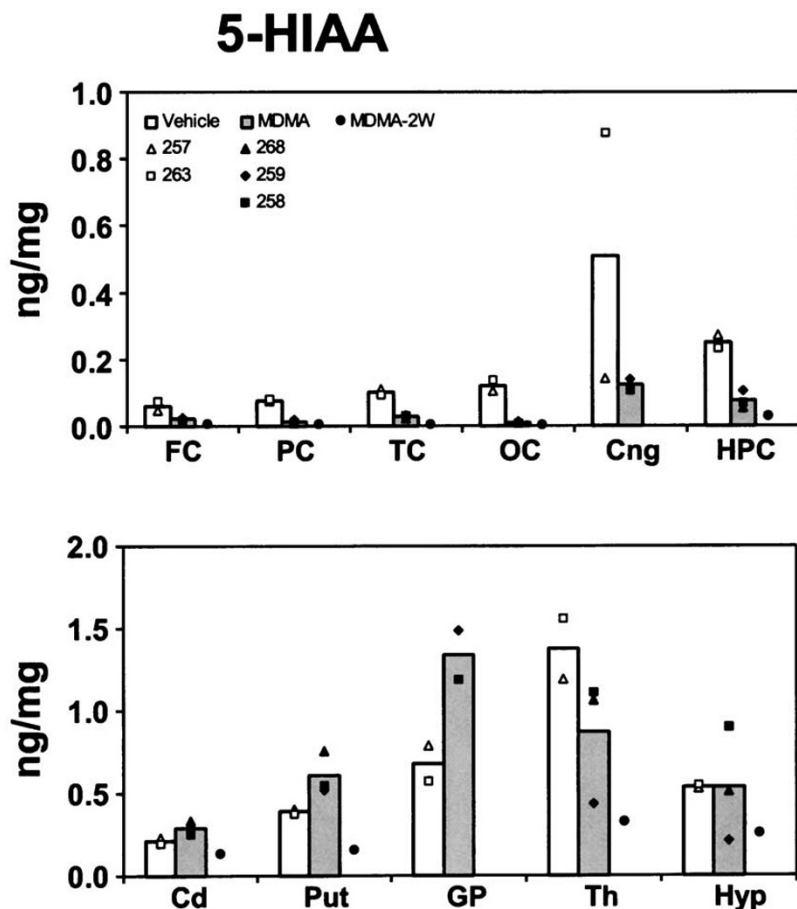 5-HIAA
ng/mg
1.0
0.8
0.6
0.4
0.2
0.0
Vehicle MDMA MDMA-2W
257 268
263 259
258
FC PC TC OC Cng HPC
ng/mg
2.0
1.5
1.0
0.5
0.0
Cd Put GP Th Hyp